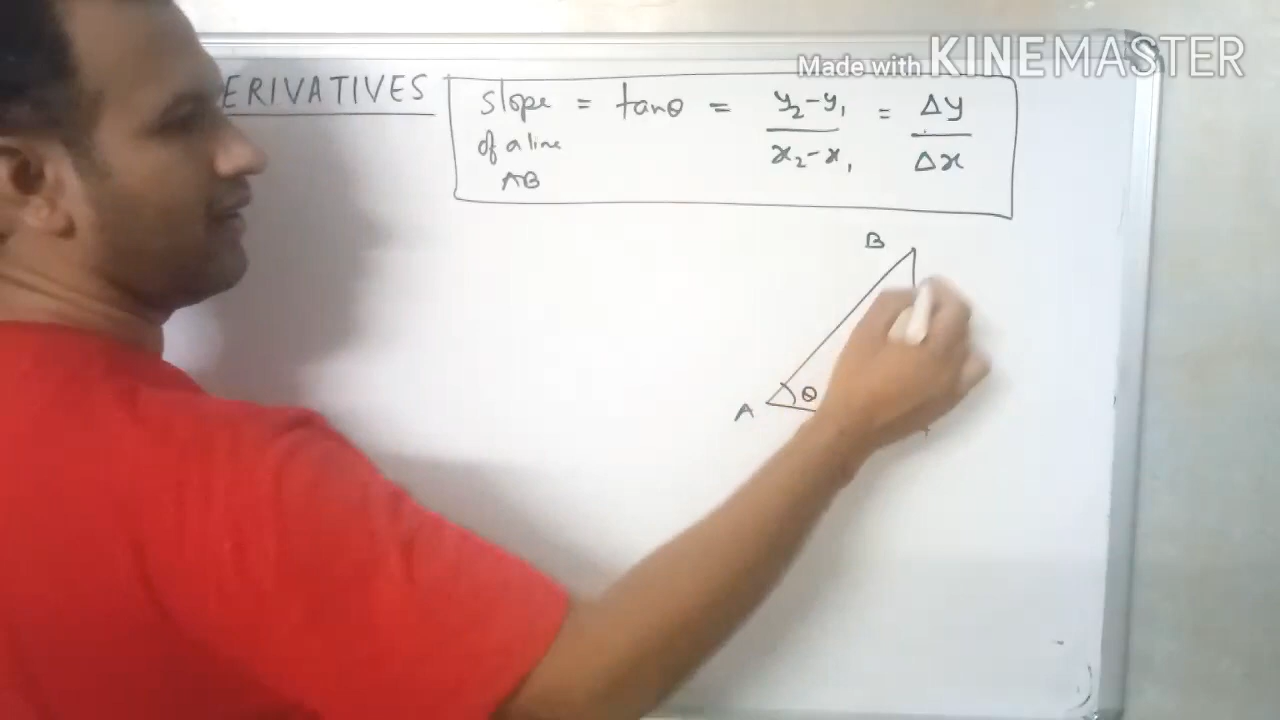 Made with KINEMASTER
ERIVATIVES
slope = tanθ = y₂-y₁ / x₂-x₁ = Δy / Δx
of a line
AB
B
A θ